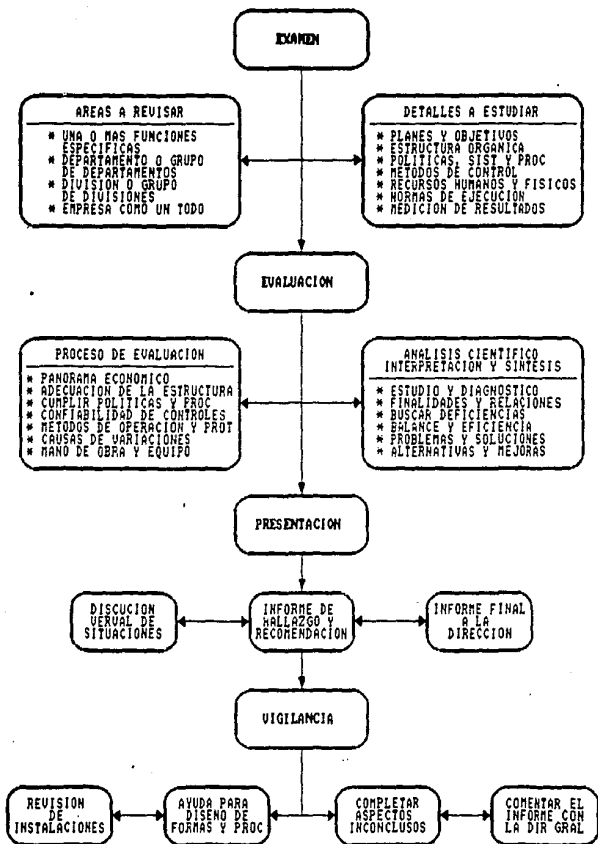 EXAMEN
AREAS A REVISAR
* UNA O MAS FUNCIONES
ESPECIFICAS
* DEPARTAMENTO O GRUPO
DE DEPARTAMENTOS
* DIVISION O GRUPO
DE DIVISIONES
* EMPRESA COMO UN TODO
DETALLES A ESTUDIAR
* PLANES Y OBJETIVOS
* ESTRUCTURA ORGANICA
* POLITICAS, SIST Y PROC
* METODOS DE CONTROL
* RECURSOS HUMANOS Y FISICOS
* NORMAS DE EJECUCION
* MEDICION DE RESULTADOS
EVALUACION
PROCESO DE EVALUACION
* PANORAMA ECONOMICO
* ADECUACION DE LA ESTRUCTURA
* CUMPLIR POLITICAS Y PROC
* CONFIABILIDAD DE CONTROLES
* METODOS DE OPERACION Y PROT
* CAUSAS DE VARIACIONES
* MANO DE OBRA Y EQUIPO
ANALISIS CIENTIFICO
INTERPRETACION Y SINTESIS
* ESTUDIO Y DIAGNOSTICO
* FINALIDADES Y RELACIONES
* BUSCAR DEFICIENCIAS
* BALANCE Y EFICIENCIA
* PROBLEMAS Y SOLUCIONES
* ALTERNATIVAS Y MEJORAS
PRESENTACION
DISCUCION
VERVAL DE
SITUACIONES
INFORME DE
HALLAZGO Y
RECOMENDACION
INFORME FINAL
A LA
DIRECCION
VIGILANCIA
REVISION
DE
INSTALACIONES
AYUDA PARA
DISENO DE
FORMAS Y PROC
COMPLETAR
ASPECTOS
INCONCLUSOS
COMENTAR EL
INFORME CON
LA DIR GRAL